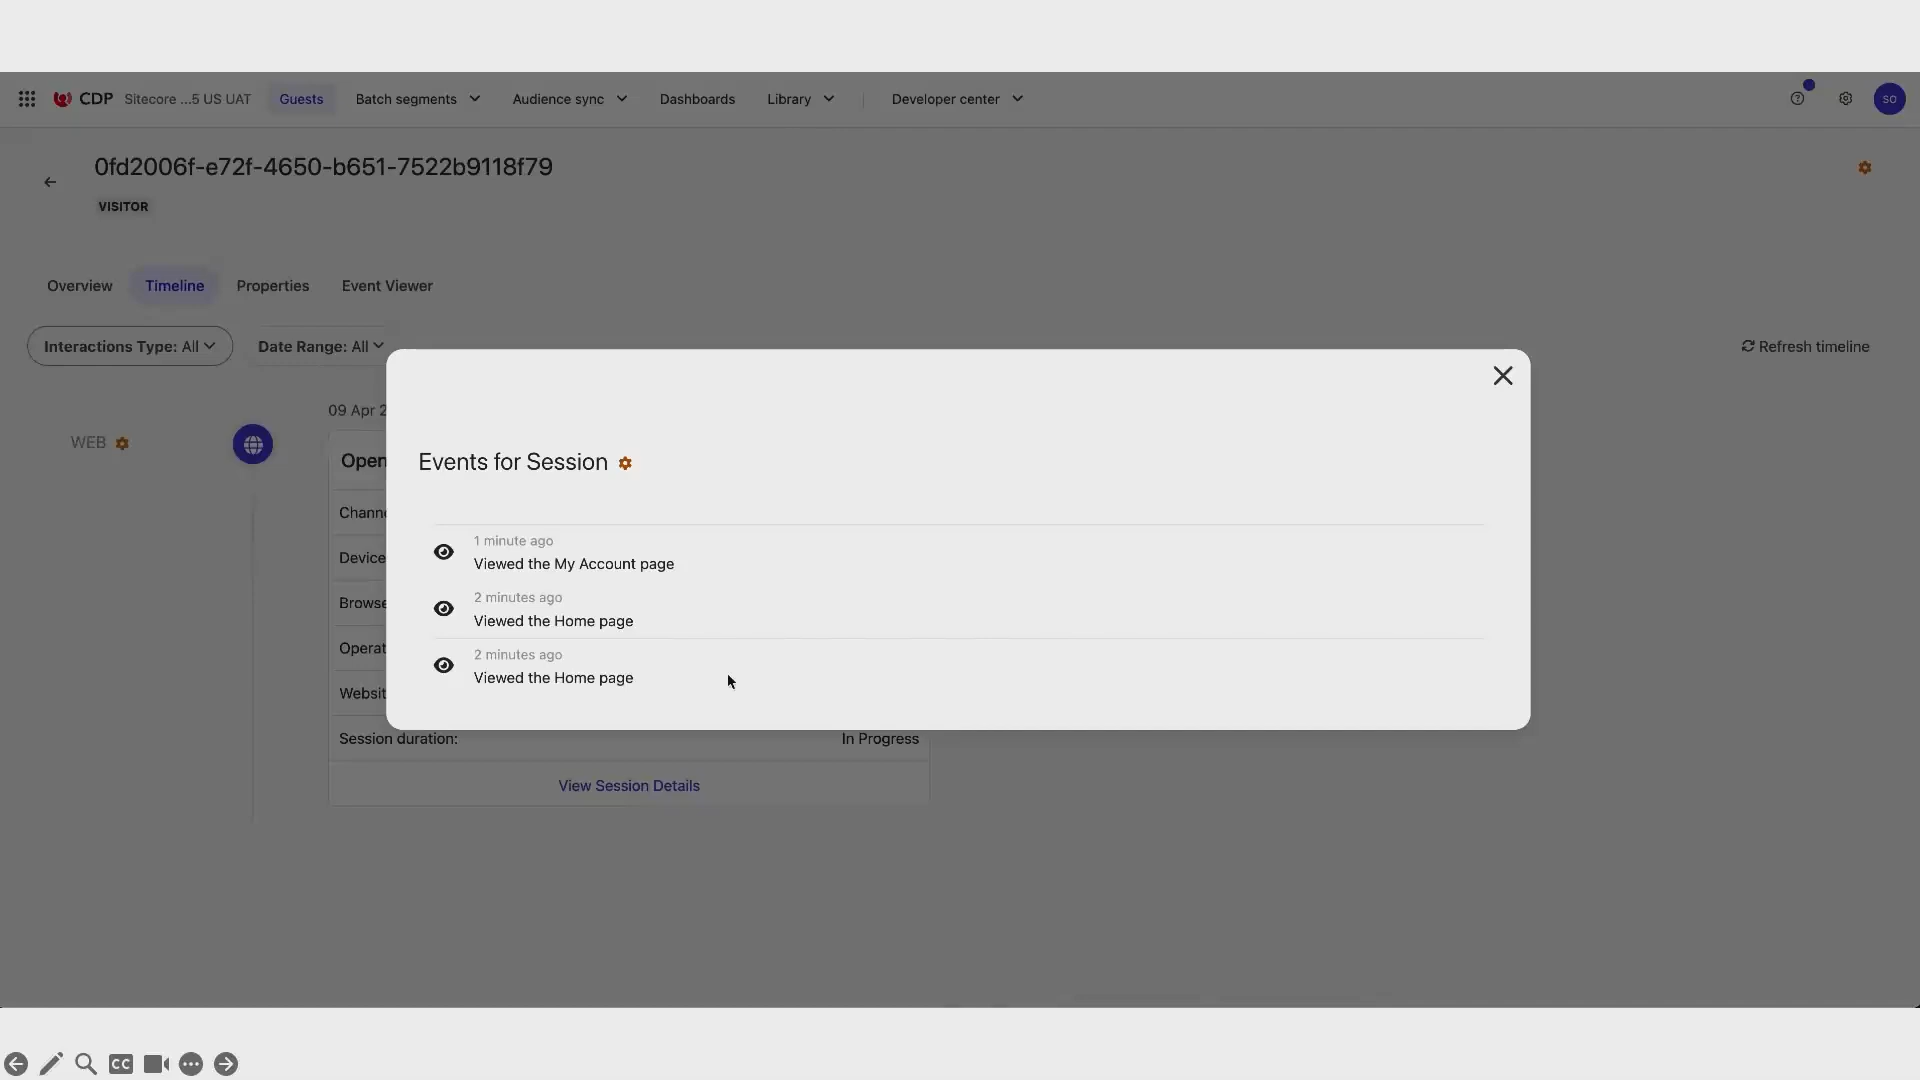 CDP Sitecore ...5 US UAT Guests Batch segments Audience sync Dashboards Library Developer center SO
0fd2006f-e72f-4650-b651-7522b9118f79
VISITOR
Overview Timeline Properties Event Viewer
Interactions Type: All Date Range: All Refresh timeline
09 Apr 2
WEB
Open
Channe
Device
Browse
Operat
Websit
Events for Session
1 minute ago
Viewed the My Account page
2 minutes ago
Viewed the Home page
2 minutes ago
Viewed the Home page
Session duration: In Progress
View Session Details
CC